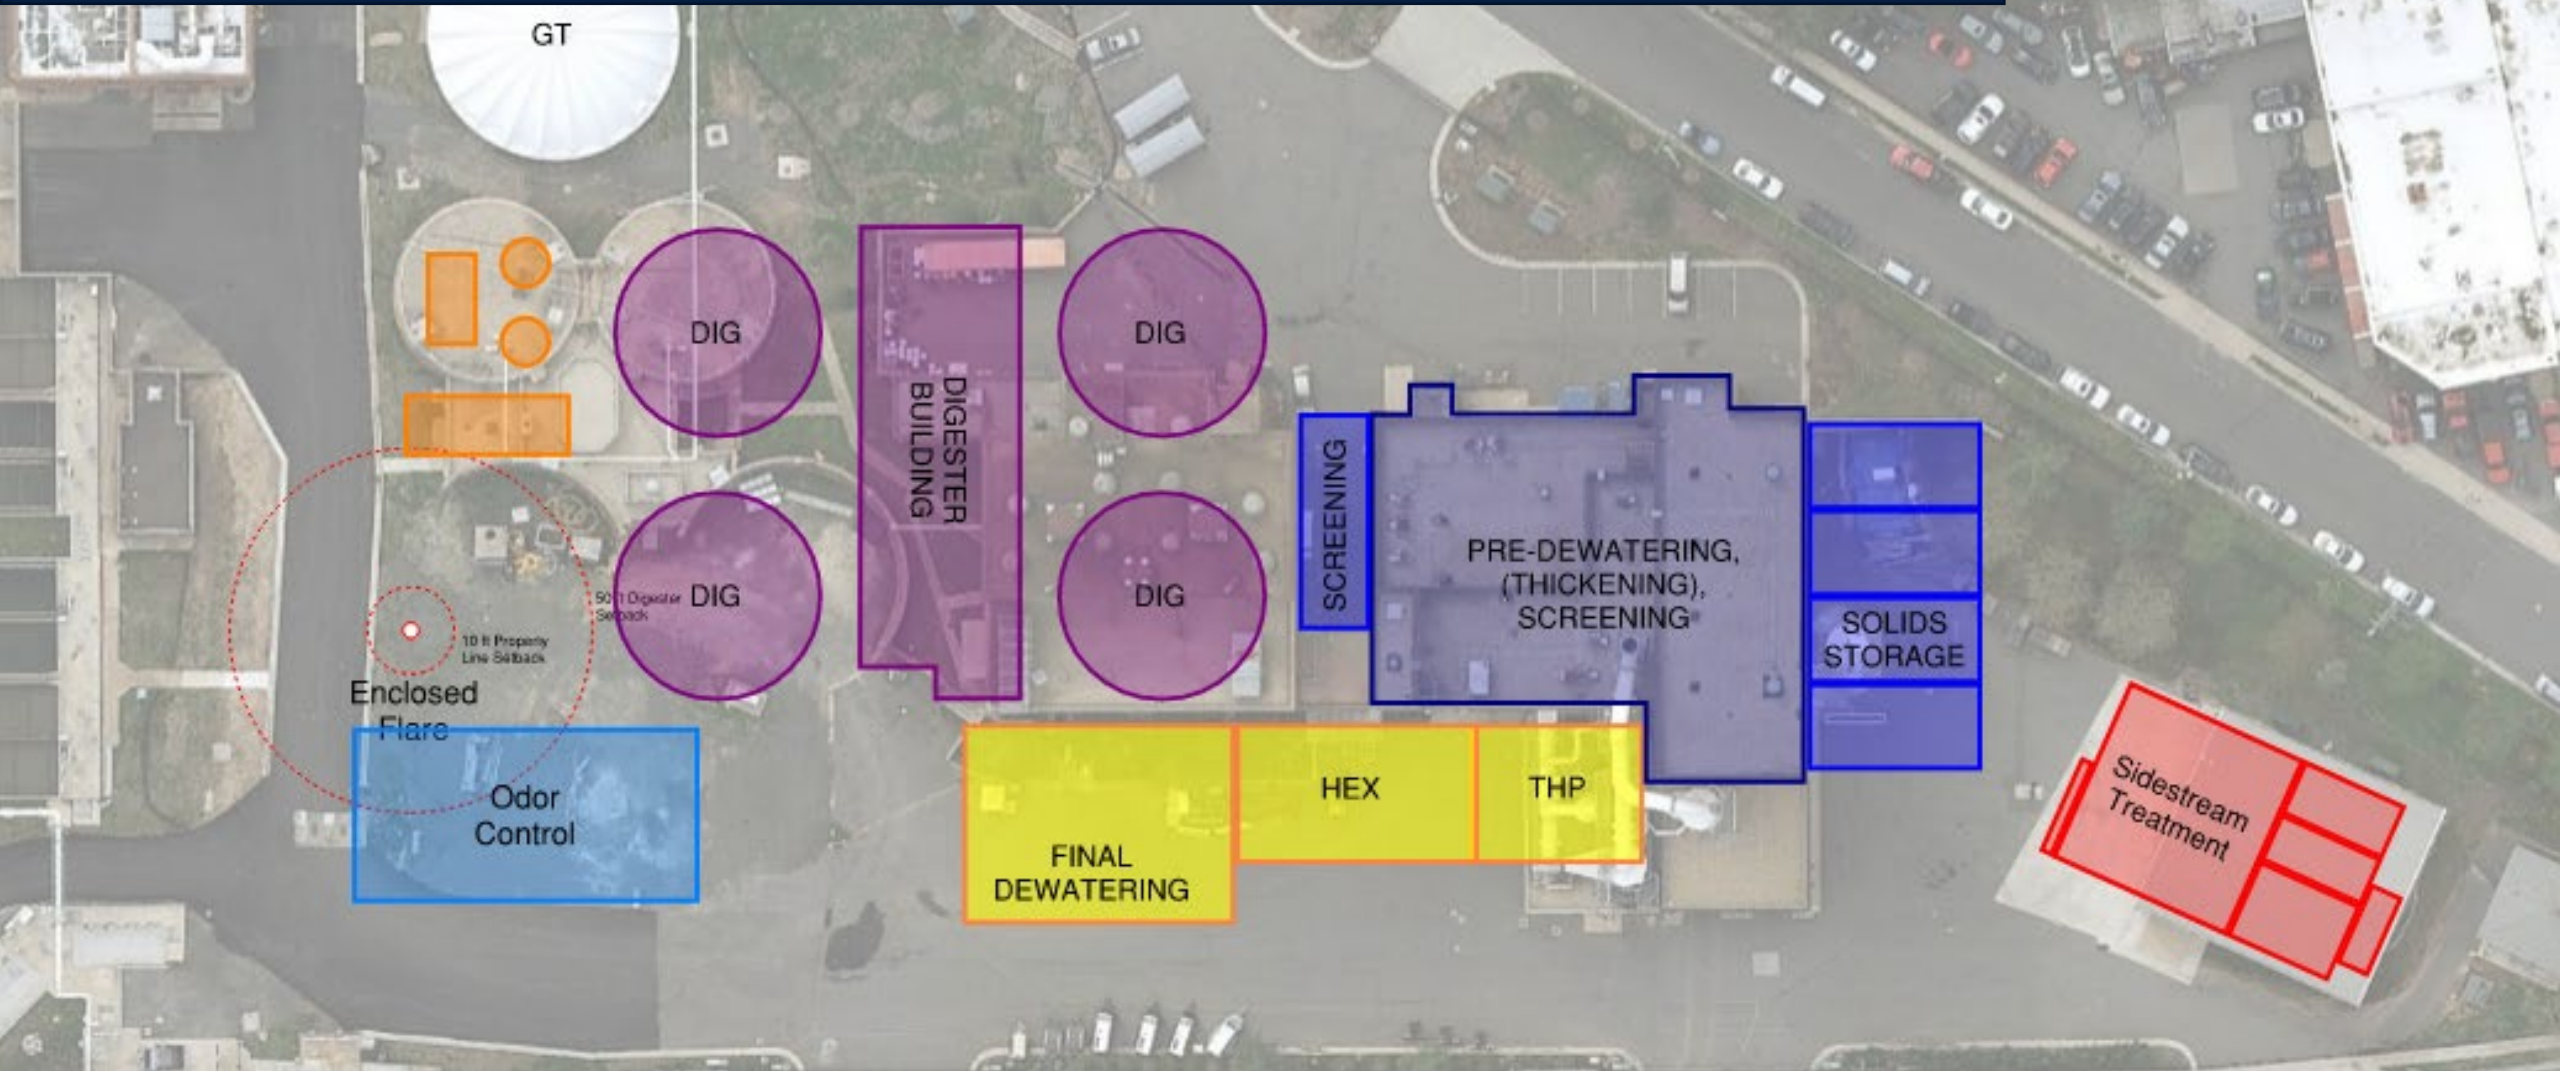 GT
DIG
DIG
DIGESTER
BUILDING
SCREENING
PRE-DEWATERING,
(THICKENING),
SCREENING
50 ft Digester
Setback
DIG
DIG
10 ft Property
Line Setback
SOLIDS
STORAGE
Enclosed
Flare
Odor
Control
FINAL
DEWATERING
HEX
THP
Sidestream
Treatment